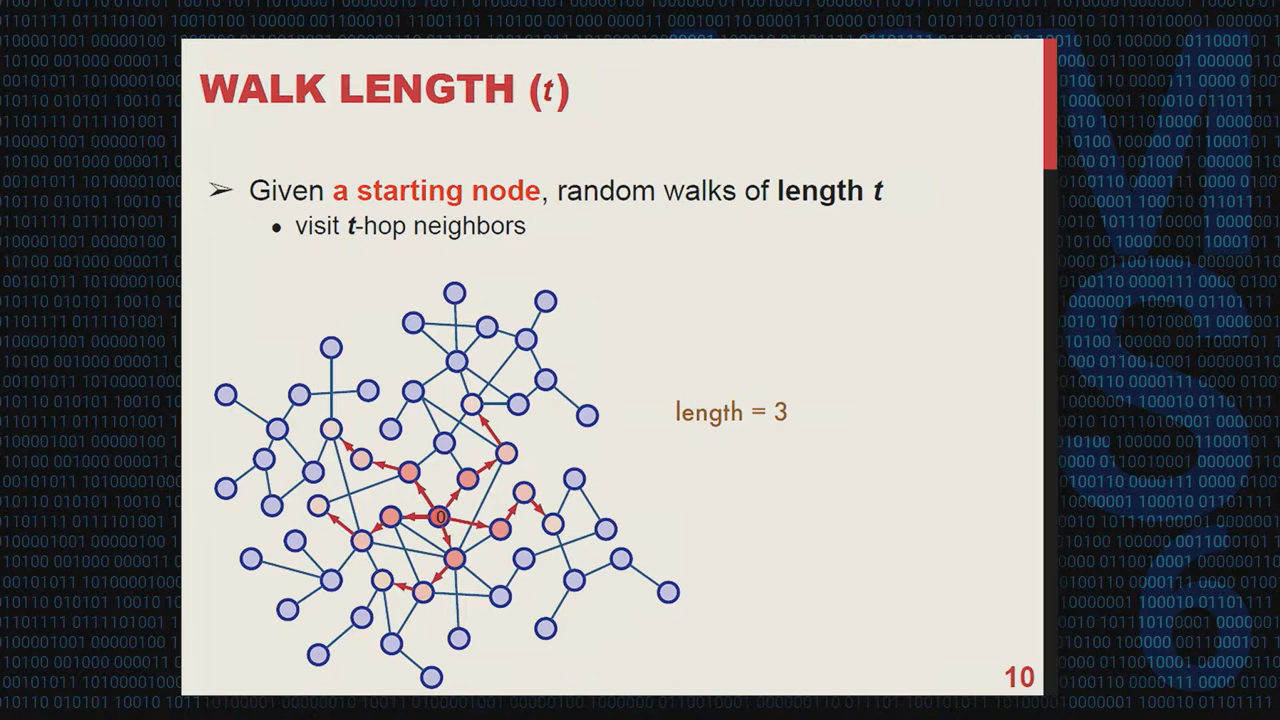 WALK LENGTH (t)
➢ Given a starting node, random walks of length t
• visit t-hop neighbors
length = 3
0
10